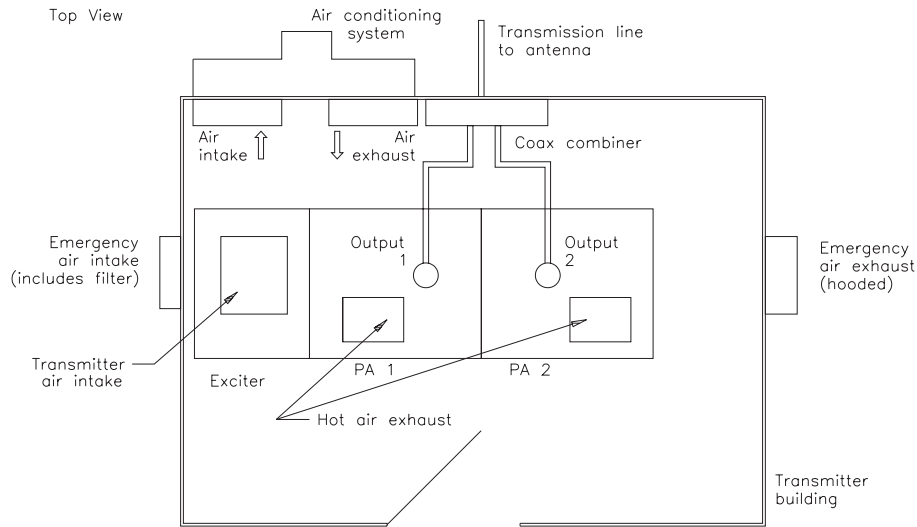 Top View
Air conditioning
system
Transmission line
to antenna
Air
intake
Air
exhaust
Coax combiner
Emergency
air intake
(includes filter)
Output
1
Output
2
Emergency
air exhaust
(hooded)
Transmitter
air intake
Exciter
PA 1
PA 2
Hot air exhaust
Transmitter
building